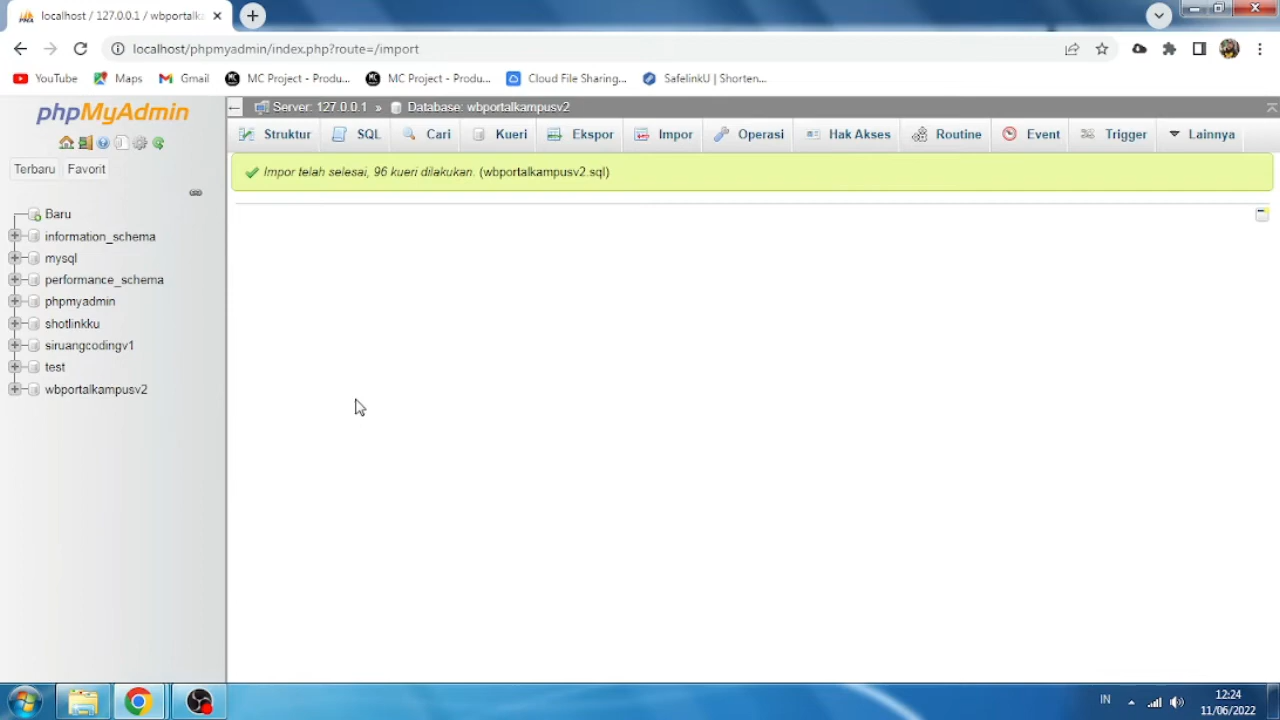 localhost / 127.0.0.1 / wbportalka
localhost/phpmyadmin/index.php?route=/import
YouTube
Maps
Gmail
MC Project - Produ...
MC Project - Produ...
Cloud File Sharing...
SafelinkU | Shorten...
phpMyAdmin
Terbaru
Favorit
Baru
information_schema
mysql
performance_schema
phpmyadmin
shotlinkku
siruangcodingv1
test
wbportalkampusv2
Server: 127.0.0.1 » Database: wbportalkampusv2
Struktur
SQL
Cari
Kueri
Ekspor
Impor
Operasi
Hak Akses
Routine
Event
Trigger
Lainnya
Impor telah selesai, 96 kueri dilakukan. (wbportalkampusv2.sql)
IN
12:24
11/06/2022